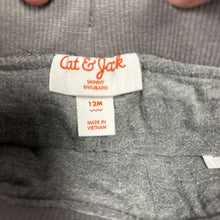 Cat & Jack
SKINNY
ENTUBADO
12M
MADE IN
VIETNAM